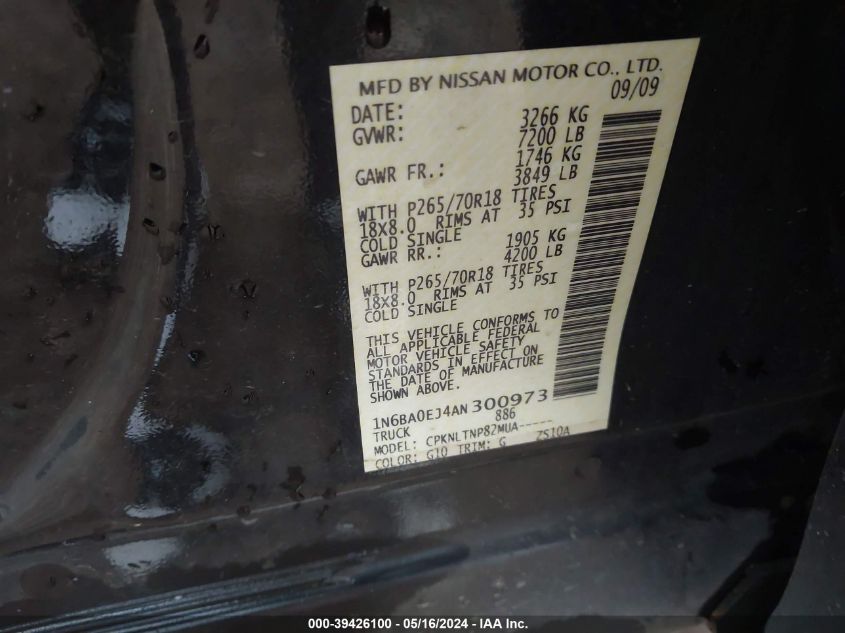 MFD BY NISSAN MOTOR CO., LTD.
DATE: 09/09
GVWR: 3266 KG
7200 LB
GAWR FR.: 1746 KG
3849 LB
WITH P265/70R18 TIRES
18X8.0 RIMS AT 35 PSI
COLD SINGLE
GAWR RR.: 1905 KG
4200 LB
WITH P265/70R18 TIRES
18X8.0 RIMS AT 35 PSI
COLD SINGLE
THIS VEHICLE CONFORMS TO
ALL APPLICABLE FEDERAL
MOTOR VEHICLE SAFETY
STANDARDS IN EFFECT ON
THE DATE OF MANUFACTURE
SHOWN ABOVE.
1N6BA0EJ4AN300973
TRUCK 886
MODEL: CPKNLTNP82MUA-----
COLOR: G10 TRIM: G ZS10A
000-39426100 - 05/16/2024 - IAA Inc.